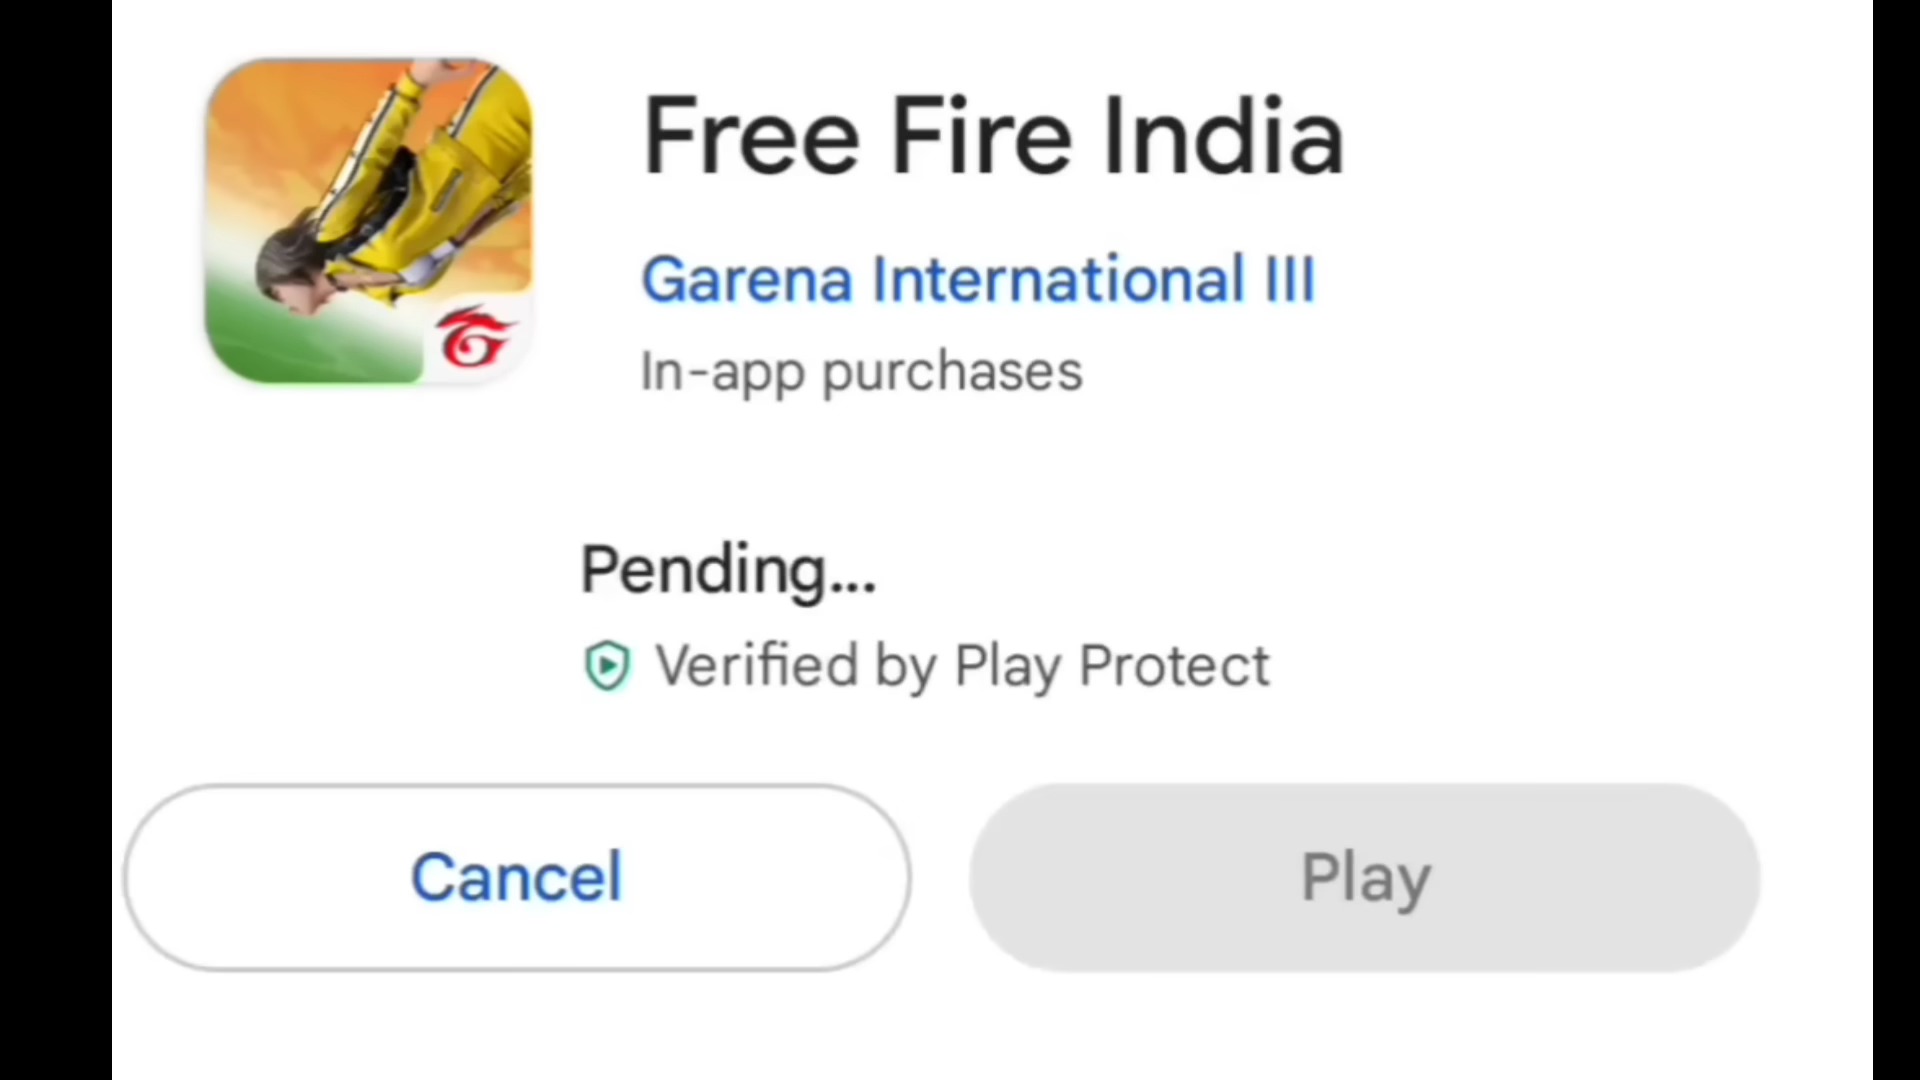 Free Fire India
Garena International III
In-app purchases
Pending...
Verified by Play Protect
Cancel
Play